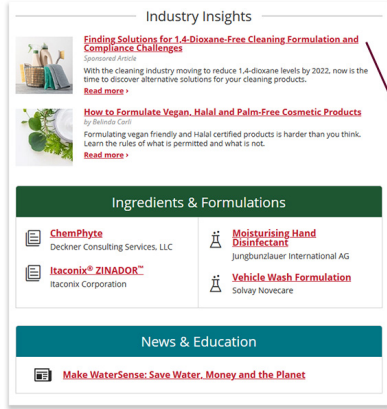 Industry Insights
Finding Solutions for 1,4-Dioxane-Free Cleaning Formulation and
Compliance Challenges
Sponsored Article
With the cleaning industry moving to reduce 1,4-dioxane levels by 2022, now is the
time to discover alternative solutions for your cleaning products.
Read more ›
How to Formulate Vegan, Halal and Palm-Free Cosmetic Products
by Belinda Carli
Formulating vegan friendly and Halal certified products is harder than you think.
Learn the rules of what is permitted and what is not.
Read more ›
Ingredients & Formulations
ChemPhyte
Deckner Consulting Services, LLC
Itaconix® ZINADOR™
Itaconix Corporation
Moisturising Hand
Disinfectant
Jungbunzlauer International AG
Vehicle Wash Formulation
Solvay Novecare
News & Education
Make WaterSense: Save Water, Money and the Planet